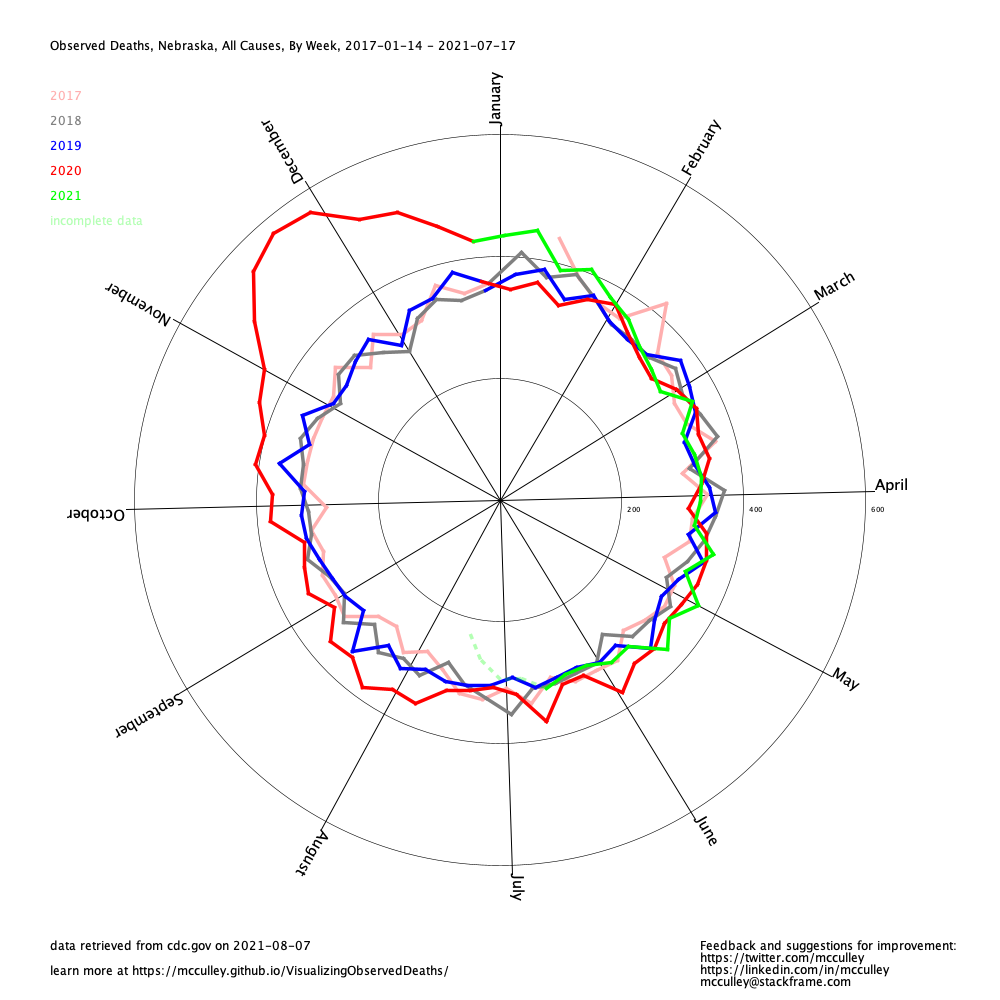 Observed Deaths, Nebraska, All Causes, By Week, 2017-01-14 - 2021-07-17
2017
2018
2019
2020
2021
incomplete data
January
February
March
April
May
June
July
August
September
October
November
December
200
400
600
data retrieved from cdc.gov on 2021-08-07
learn more at https://mcculley.github.io/VisualizingObservedDeaths/
Feedback and suggestions for improvement:
https://twitter.com/mcculley
https://linkedin.com/in/mcculley
mcculley@stackframe.com